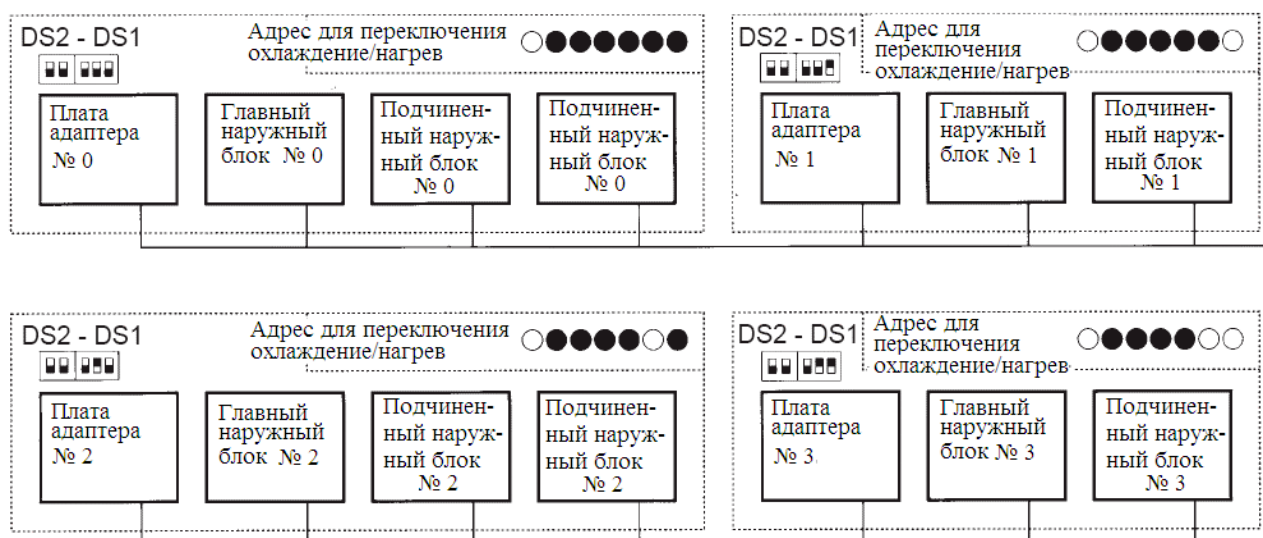 DS2 - DS1
Адрес для переключения
охлаждение/нагрев
Плата
адаптера
№ 0
Главный
наружный
блок № 0
Подчинен-
ный наруж-
ный блок
№ 0
Подчинен-
ный наруж-
ный блок
№ 0
DS2 - DS1
Адрес для
переключения
охлаждение/нагрев
Плата
адаптера
№ 1
Главный
наружный
блок № 1
Подчинен-
ный наруж-
ный блок
№ 1
DS2 - DS1
Адрес для переключения
охлаждение/нагрев
Плата
адаптера
№ 2
Главный
наружный
блок № 2
Подчинен-
ный наруж-
ный блок
№ 2
Подчинен-
ный наруж-
ный блок
№ 2
DS2 - DS1
Адрес для
переключения
охлаждение/нагрев
Плата
адаптера
№ 3
Главный
наружный
блок № 3
Подчинен-
ный наруж-
ный блок
№ 3